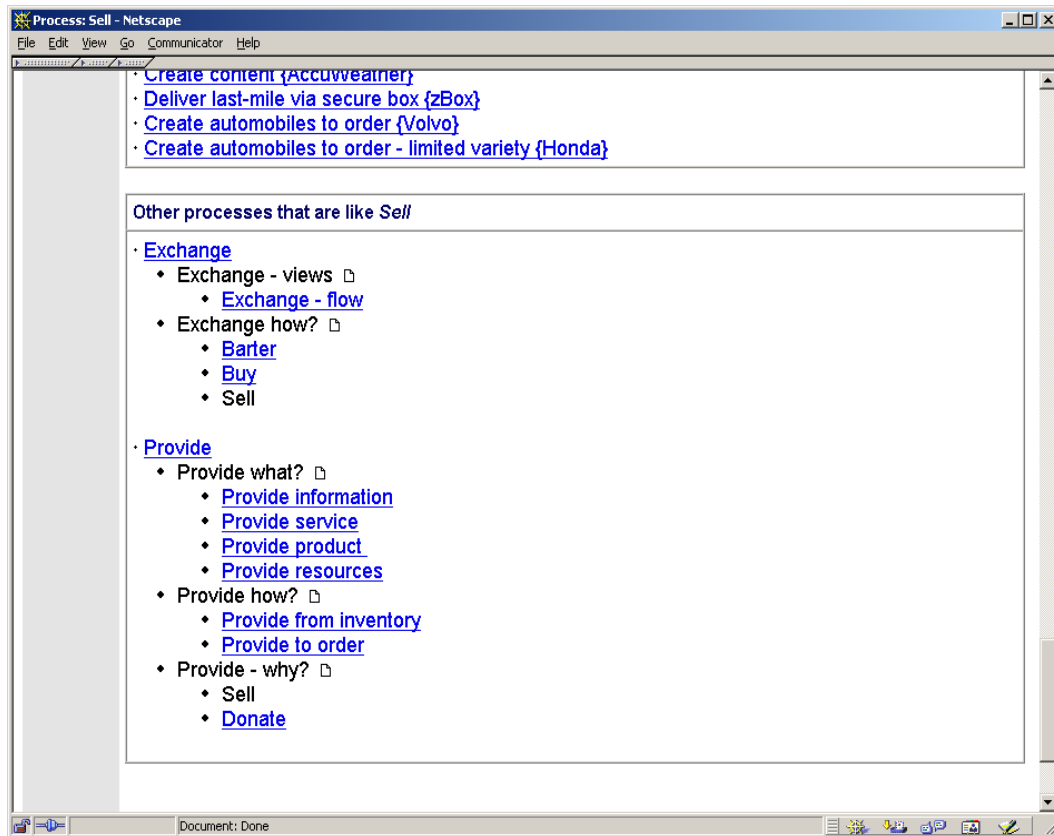 Process: Sell - Netscape
File Edit View Go Communicator Help
Create content {AccuWeather}
Deliver last-mile via secure box {zBox}
Create automobiles to order {Volvo}
Create automobiles to order - limited variety {Honda}
Other processes that are like Sell
Exchange
Exchange - views
Exchange - flow
Exchange how?
Barter
Buy
Sell
Provide
Provide what?
Provide information
Provide service
Provide product
Provide resources
Provide how?
Provide from inventory
Provide to order
Provide - why?
Sell
Donate
Document: Done